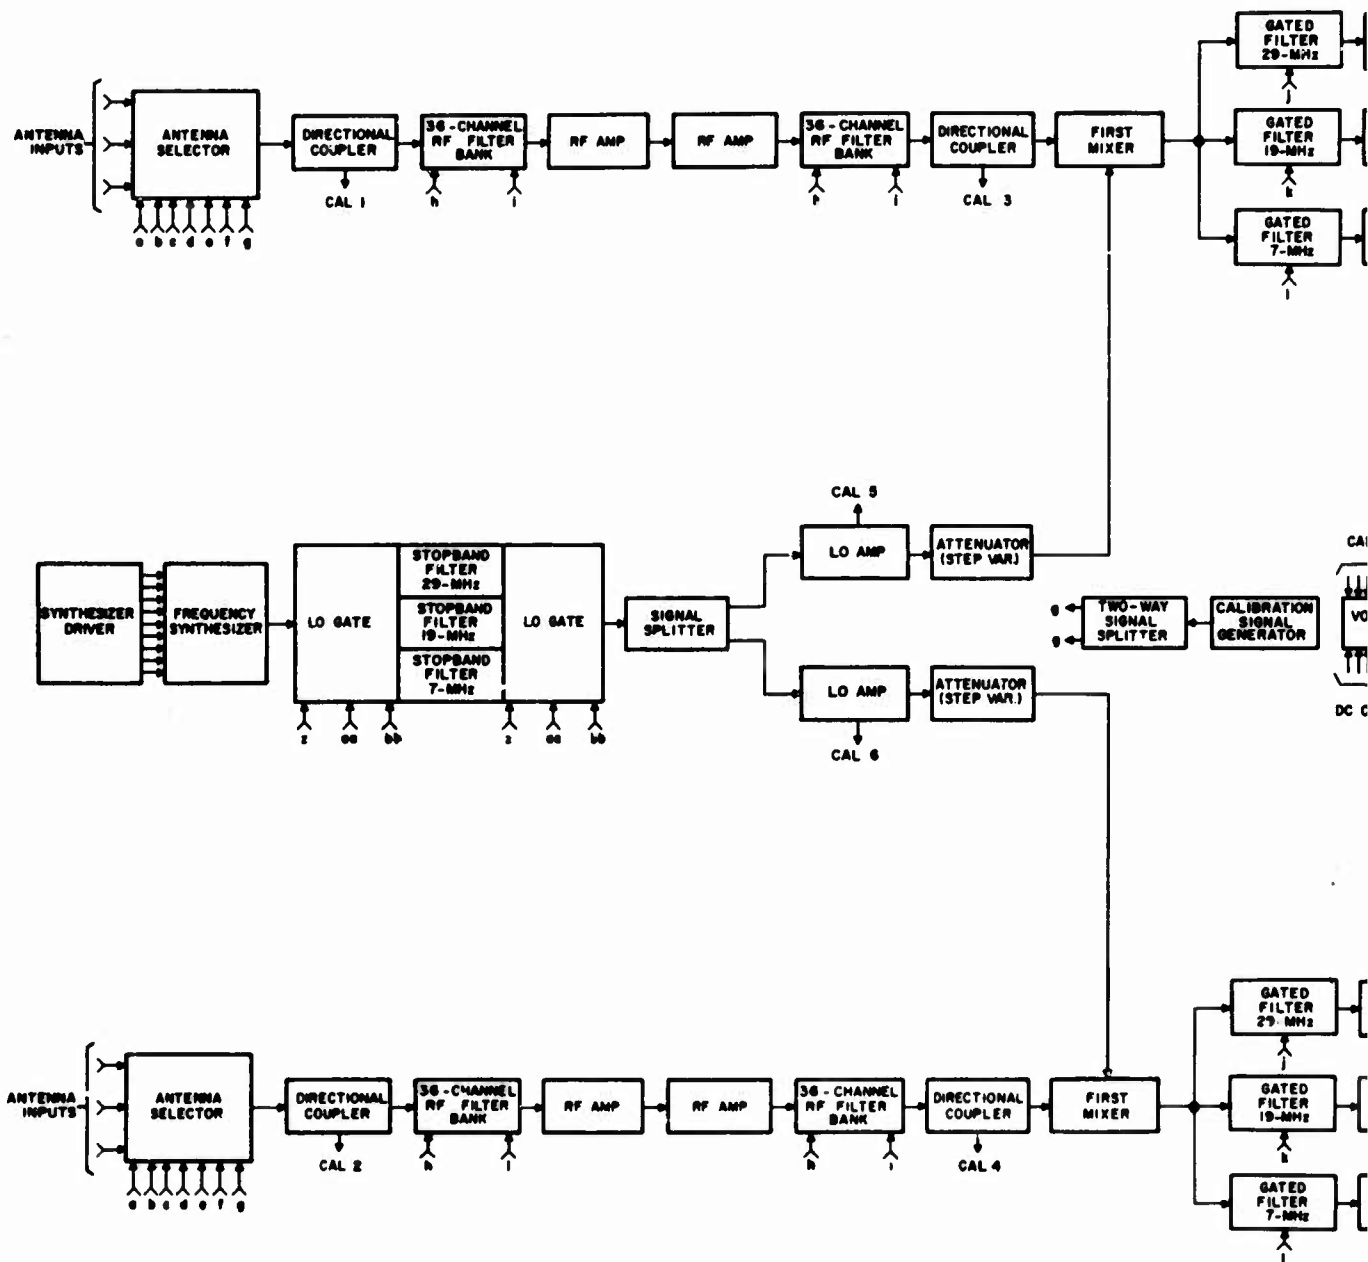 GATED
FILTER
29-MHz
j
ANTENNA
INPUTS
ANTENNA
SELECTOR
a b c d e f g
DIRECTIONAL
COUPLER
CAL 1
36-CHANNEL
RF FILTER
BANK
h i
RF AMP
RF AMP
36-CHANNEL
RF FILTER
BANK
h i
DIRECTIONAL
COUPLER
CAL 3
FIRST
MIXER
GATED
FILTER
19-MHz
k
GATED
FILTER
7-MHz
l
SYNTHESIZER
DRIVER
FREQUENCY
SYNTHESIZER
LO GATE
STOPBAND
FILTER
29-MHz
STOPBAND
FILTER
19-MHz
STOPBAND
FILTER
7-MHz
LO GATE
z aa bb z aa bb
SIGNAL
SPLITTER
CAL 5
LO AMP
ATTENUATOR
(STEP VAR.)
LO AMP
CAL 6
ATTENUATOR
(STEP VAR.)
g
g
TWO-WAY
SIGNAL
SPLITTER
CALIBRATION
SIGNAL
GENERATOR
CAL
VO
DC C
GATED
FILTER
29-MHz
j
ANTENNA
INPUTS
ANTENNA
SELECTOR
a b c d e f g
DIRECTIONAL
COUPLER
CAL 2
36-CHANNEL
RF FILTER
BANK
h i
RF AMP
RF AMP
36-CHANNEL
RF FILTER
BANK
h i
DIRECTIONAL
COUPLER
CAL 4
FIRST
MIXER
GATED
FILTER
19-MHz
k
GATED
FILTER
7-MHz
l